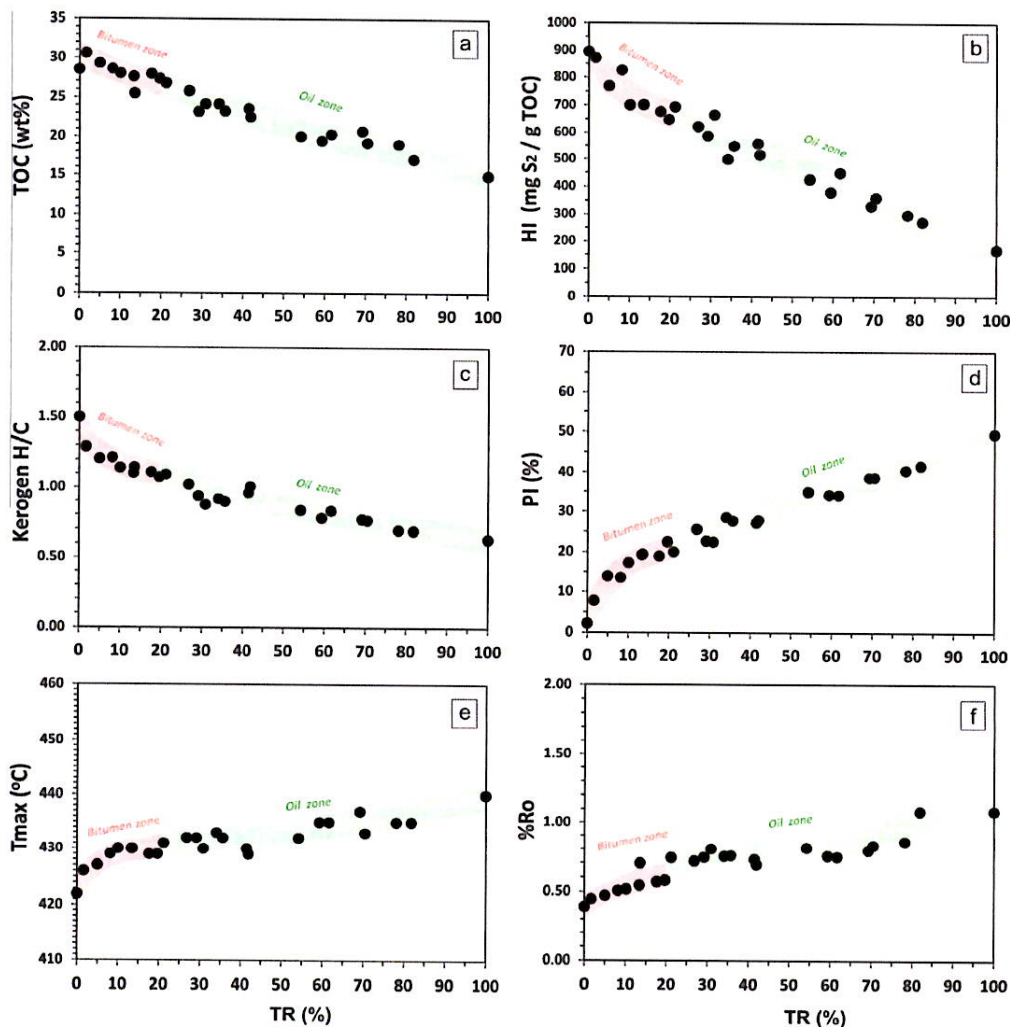 35
30
25
20
15
10
5
0
TOC (wt%)
Bitumen zone
Oil zone
a
0 10 20 30 40 50 60 70 80 90 100
1000
900
800
700
600
500
400
300
200
100
0
HI (mg S2 / g TOC)
Bitumen zone
Oil zone
b
0 10 20 30 40 50 60 70 80 90 100
2.00
1.50
1.00
0.50
0.00
Kerogen H/C
Bitumen zone
Oil zone
c
0 10 20 30 40 50 60 70 80 90 100
70
60
50
40
30
20
10
0
PI (%)
Bitumen zone
Oil zone
d
0 10 20 30 40 50 60 70 80 90 100
460
450
440
430
420
410
Tmax (ºC)
Bitumen zone
Oil zone
e
0 10 20 30 40 50 60 70 80 90 100
TR (%)
2.00
1.50
1.00
0.50
0.00
%Ro
Bitumen zone
Oil zone
f
0 10 20 30 40 50 60 70 80 90 100
TR (%)